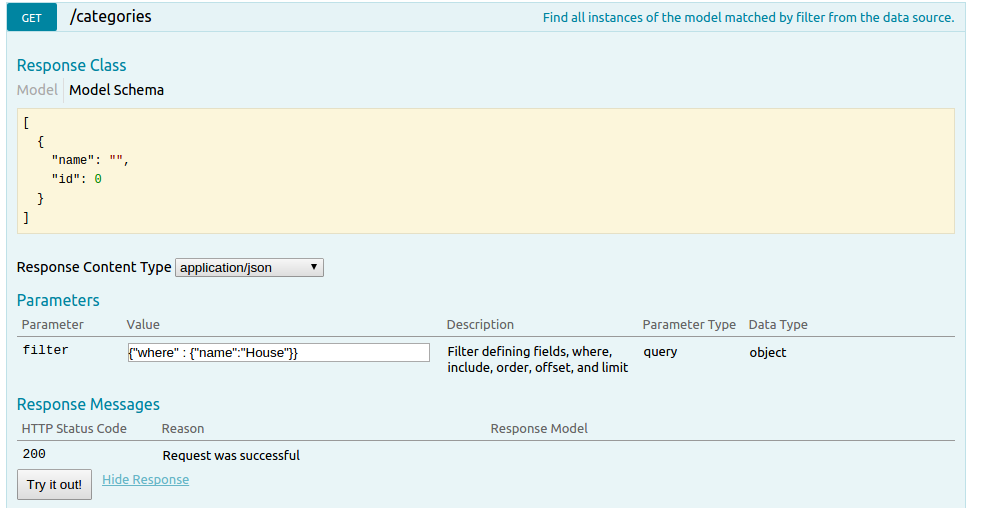 GET /categories Find all instances of the model matched by filter from the data source.
Response Class
Model Model Schema
[
  {
    "name": "",
    "id": 0
  }
]
Response Content Type application/json
Parameters
Parameter Value Description Parameter Type Data Type
filter {"where" : {"name":"House"}} Filter defining fields, where, query object
include, order, offset, and limit
Response Messages
HTTP Status Code Reason Response Model
200 Request was successful
Try it out! Hide Response